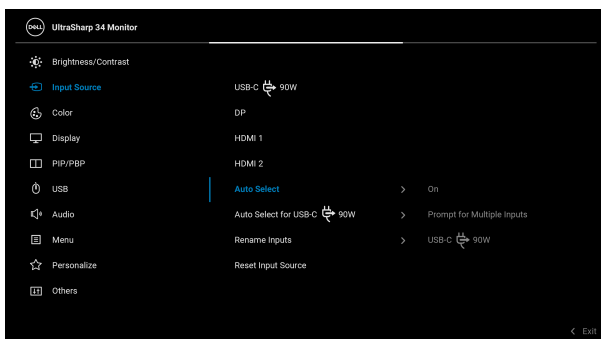 DELL UltraSharp 34 Monitor
Brightness/Contrast
Input Source USB-C 90W
Color DP
Display HDMI 1
PIP/PBP HDMI 2
USB Auto Select > On
Audio Auto Select for USB-C 90W > Prompt for Multiple Inputs
Menu Rename Inputs > USB-C 90W
Personalize Reset Input Source
Others
< Exit